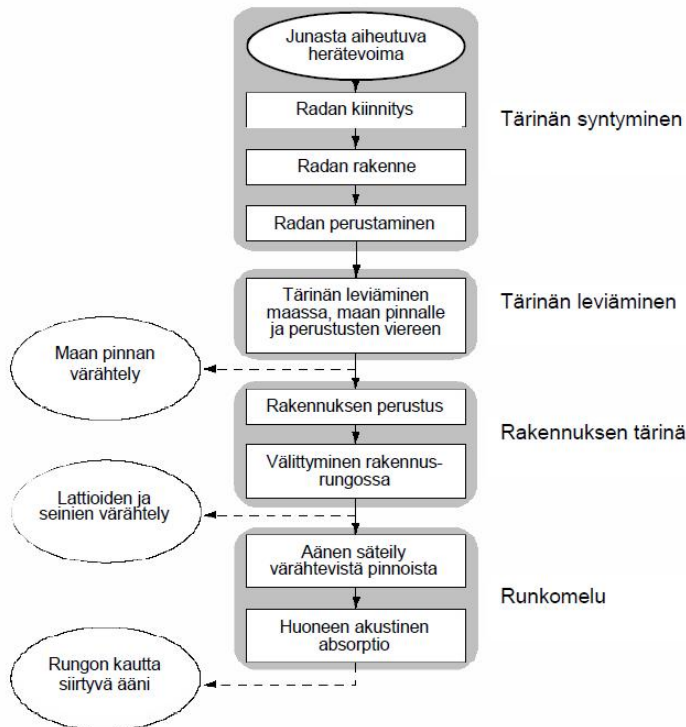 Junasta aiheutuva
herätevoima
Radan kiinnitys
Tärinän syntyminen
Radan rakenne
Radan perustaminen
Tärinän leviäminen
maassa, maan pinnalle
ja perustusten viereen
Tärinän leviäminen
Maan pinnan
värähtely
Rakennuksen perustus
Rakennuksen tärinä
Välittyminen rakennus-
rungossa
Lattioiden ja
seinien värähtely
Äänen säteily
värähtevistä pinnoista
Runkomelu
Huoneen akustinen
absorptio
Rungon kautta
siirtyvä ääni